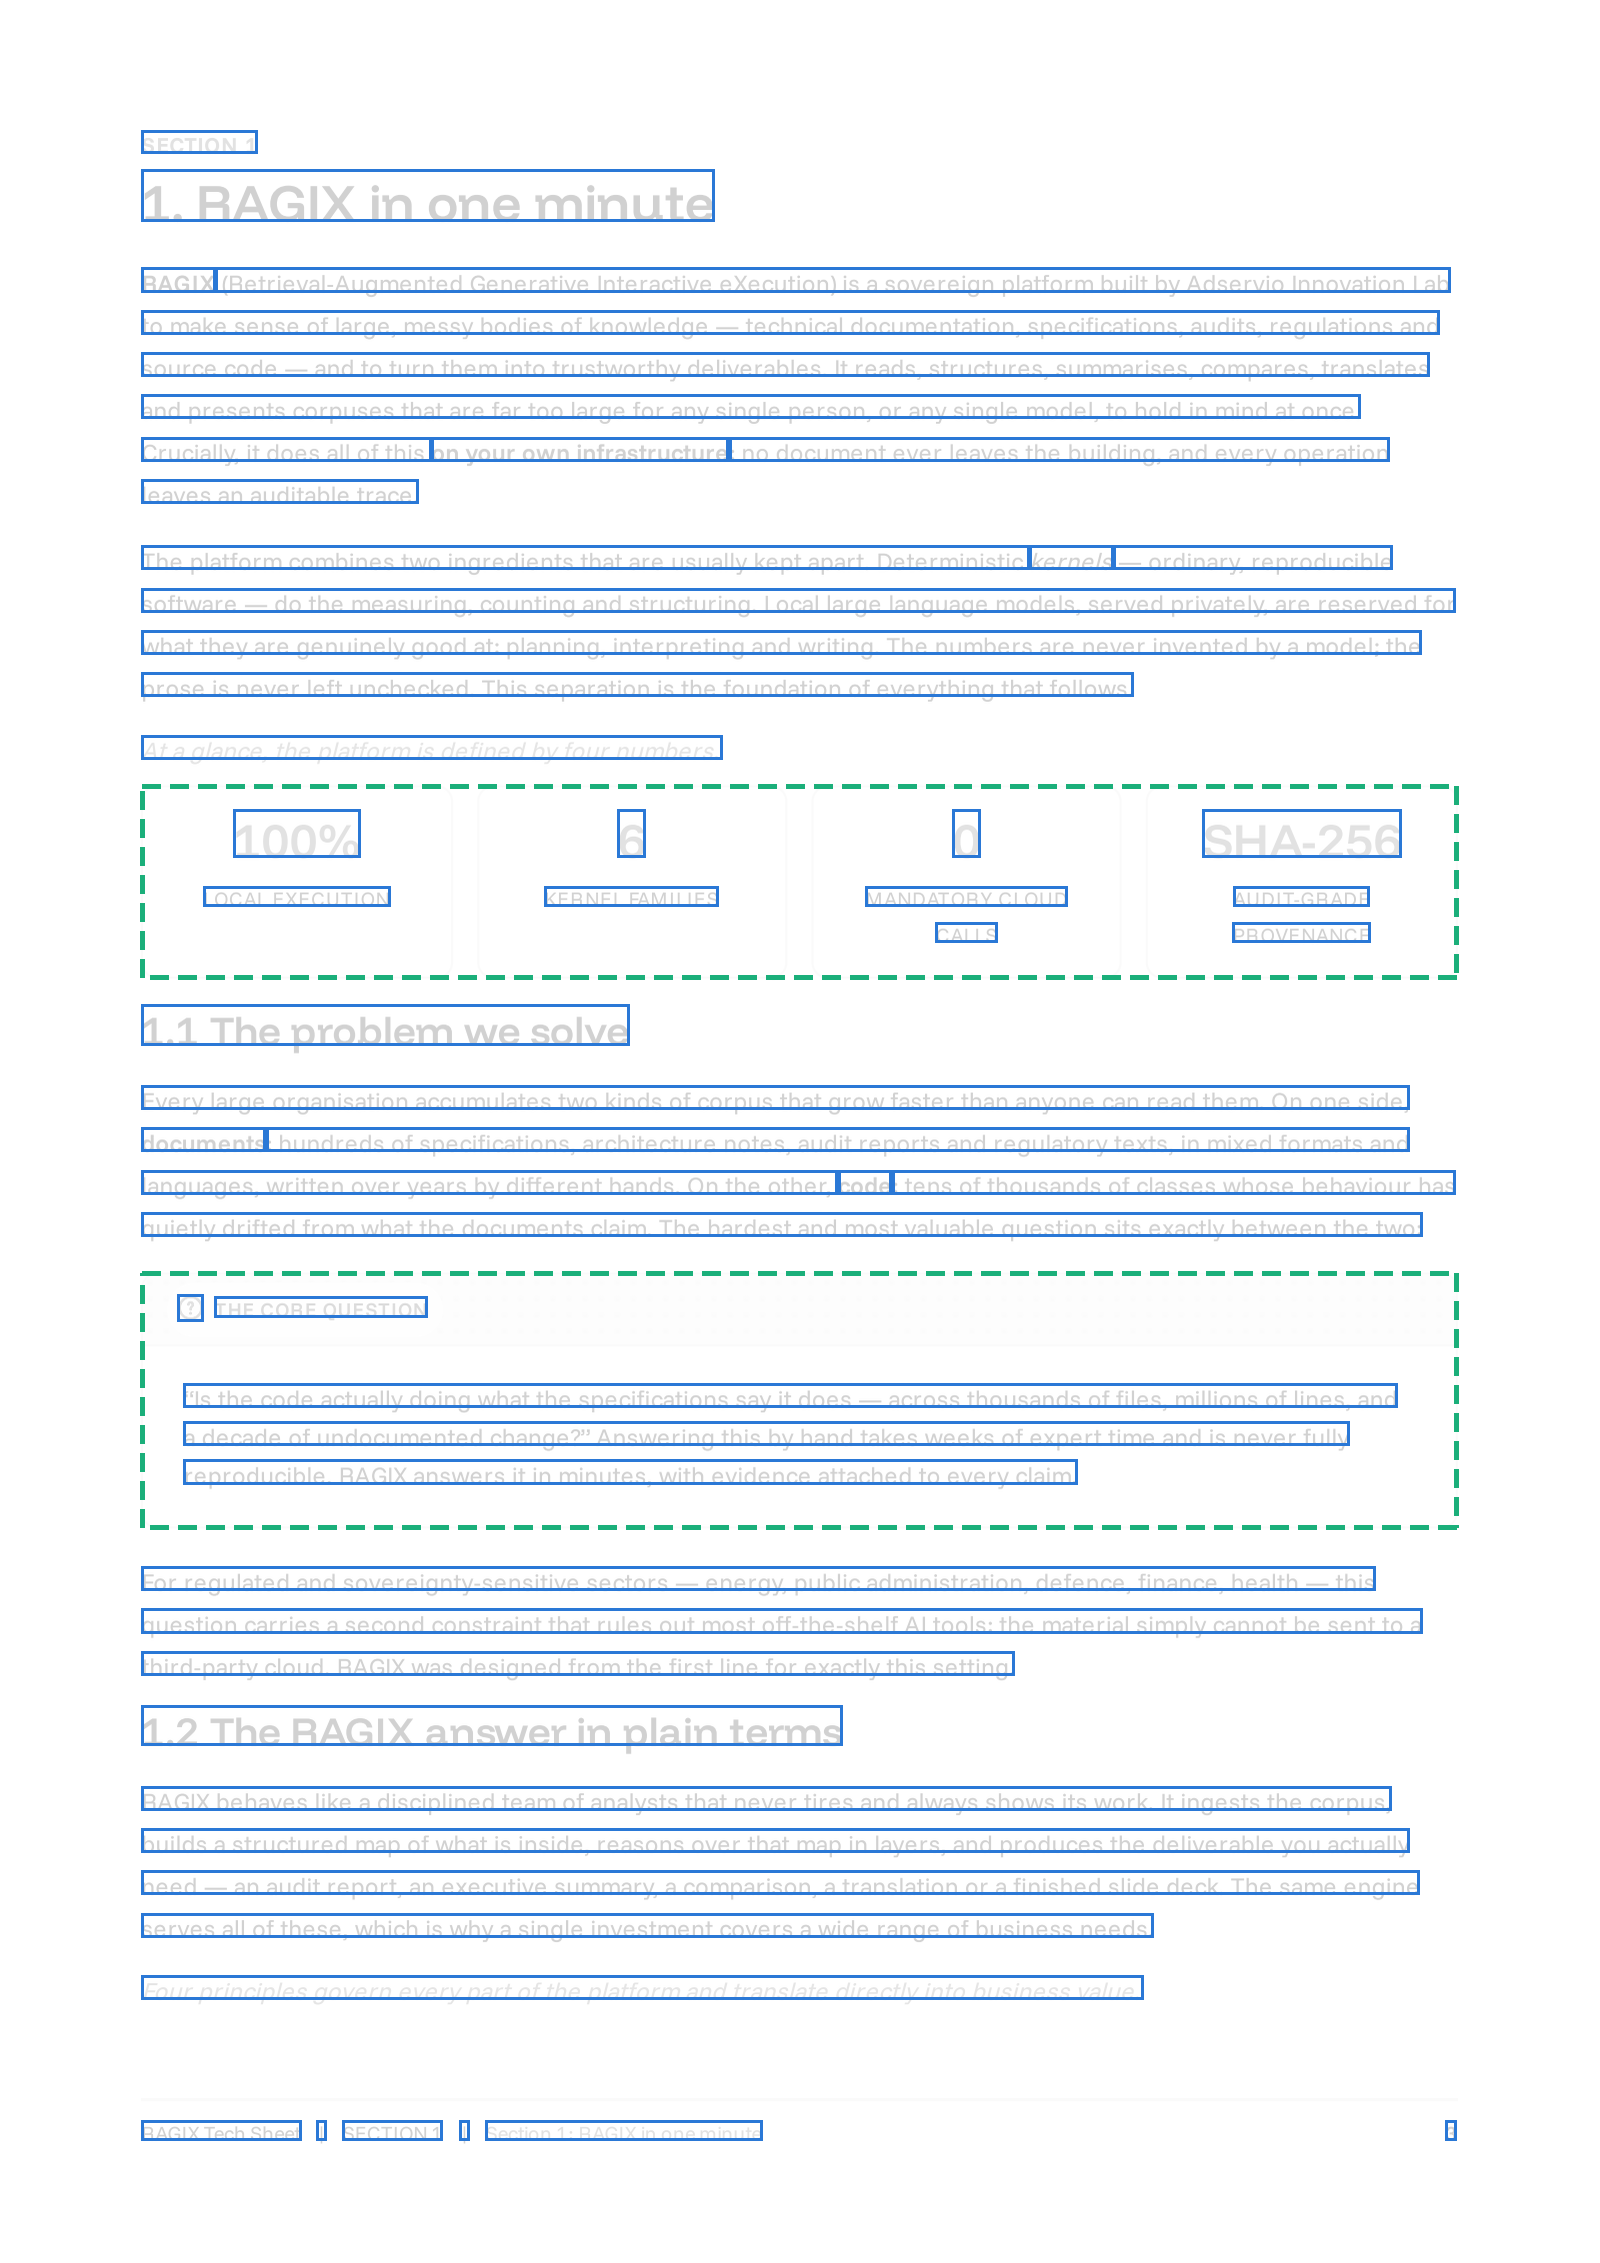 SECTION 1
1. RAGIX in one minute
RAGIX (Retrieval-Augmented Generative Interactive eXecution) is a sovereign platform built by Adservio Innovation Lab
to make sense of large, messy bodies of knowledge — technical documentation, specifications, audits, regulations and
source code — and to turn them into trustworthy deliverables. It reads, structures, summarises, compares, translates
and presents corpuses that are far too large for any single person, or any single model, to hold in mind at once.
Crucially, it does all of this on your own infrastructure: no document ever leaves the building, and every operation
leaves an auditable trace.
The platform combines two ingredients that are usually kept apart. Deterministic kernels — ordinary, reproducible
software — do the measuring, counting and structuring. Local large language models, served privately, are reserved for
what they are genuinely good at: planning, interpreting and writing. The numbers are never invented by a model; the
prose is never left unchecked. This separation is the foundation of everything that follows.
At a glance, the platform is defined by four numbers.
100%
LOCAL EXECUTION
6
KERNEL FAMILIES
0
MANDATORY CLOUD
CALLS
SHA-256
AUDIT-GRADE
PROVENANCE
1.1 The problem we solve
Every large organisation accumulates two kinds of corpus that grow faster than anyone can read them. On one side,
documents: hundreds of specifications, architecture notes, audit reports and regulatory texts, in mixed formats and
languages, written over years by different hands. On the other, code: tens of thousands of classes whose behaviour has
quietly drifted from what the documents claim. The hardest and most valuable question sits exactly between the two:
? THE CORE QUESTION
“Is the code actually doing what the specifications say it does — across thousands of files, millions of lines, and
a decade of undocumented change?” Answering this by hand takes weeks of expert time and is never fully
reproducible. RAGIX answers it in minutes, with evidence attached to every claim.
For regulated and sovereignty-sensitive sectors — energy, public administration, defence, finance, health — this
question carries a second constraint that rules out most off-the-shelf AI tools: the material simply cannot be sent to a
third-party cloud. RAGIX was designed from the first line for exactly this setting.
1.2 The RAGIX answer in plain terms
RAGIX behaves like a disciplined team of analysts that never tires and always shows its work. It ingests the corpus,
builds a structured map of what is inside, reasons over that map in layers, and produces the deliverable you actually
need — an audit report, an executive summary, a comparison, a translation or a finished slide deck. The same engine
serves all of these, which is why a single investment covers a wide range of business needs.
Four principles govern every part of the platform and translate directly into business value.
RAGIX Tech Sheet | SECTION 1 | Section 1: RAGIX in one minute